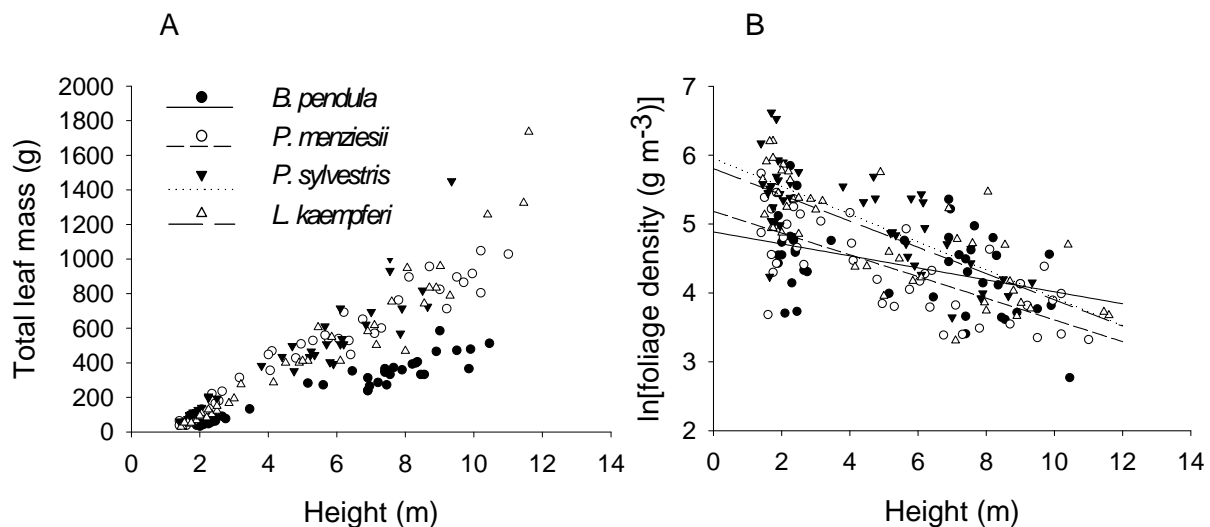 A
B
Total leaf mass (g)
2000
1800
1600
1400
1200
1000
800
600
400
200
0
B. pendula
P. menziesii
P. sylvestris
L. kaempferi
0 2 4 6 8 10 12 14
Height (m)
ln[foliage density (g m-3)]
7
6
5
4
3
2
0 2 4 6 8 10 12 14
Height (m)